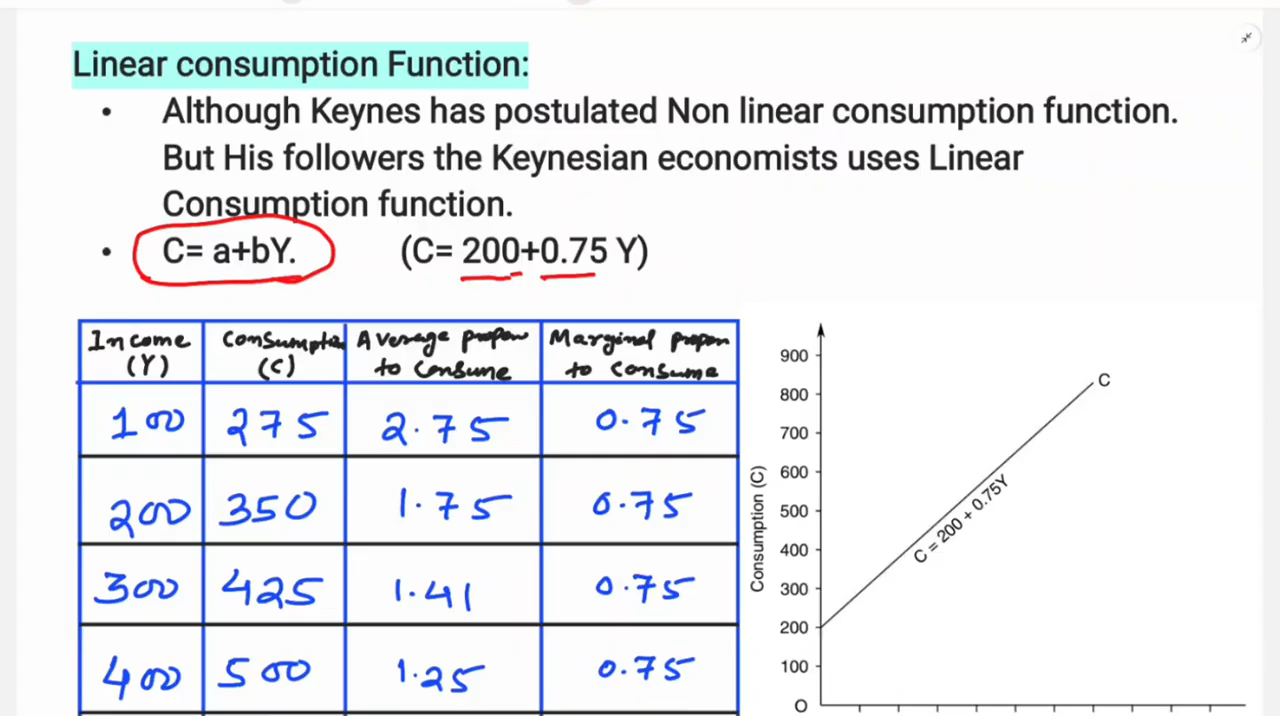 Linear consumption Function:
• Although Keynes has postulated Non linear consumption function.
But His followers the Keynesian economists uses Linear
Consumption function.
• C= a+bY. (C= 200+0.75 Y)
Income Consumption Average propen Marginal propen
(Y) (C) to consume to consume
100 275 2.75 0.75
200 350 1.75 0.75
300 425 1.41 0.75
400 500 1.25 0.75
Consumption (C)
900
800
700
600
500
400
300
200
100
O
C
C = 200 + 0.75Y